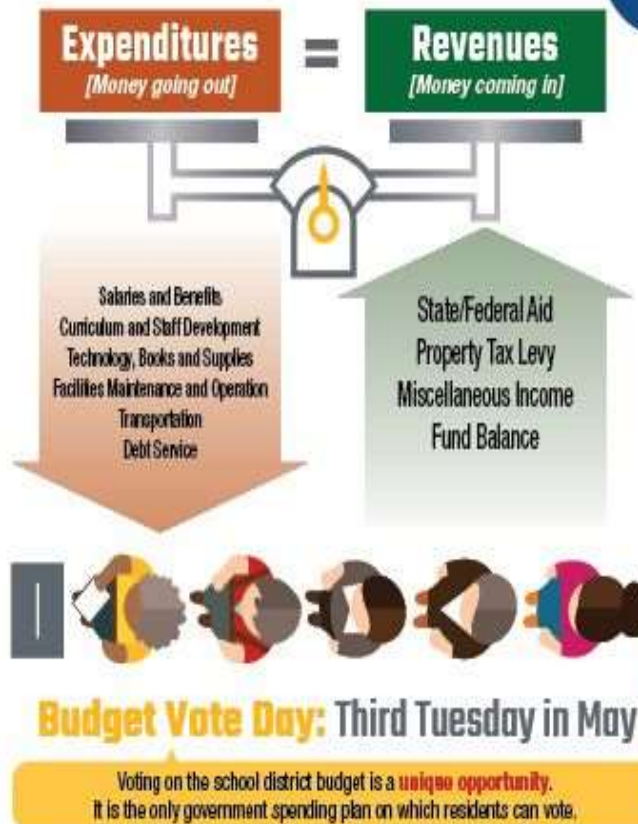 Expenditures
[Money going out]
=
Revenues
[Money coming in]
Salaries and Benefits
Curriculum and Staff Development
Technology, Books and Supplies
Facilities Maintenance and Operation
Transportation
Debt Service
State/Federal Aid
Property Tax Levy
Miscellaneous Income
Fund Balance
Budget Vote Day: Third Tuesday in May
Voting on the school district budget is a unique opportunity.
It is the only government spending plan on which residents can vote.